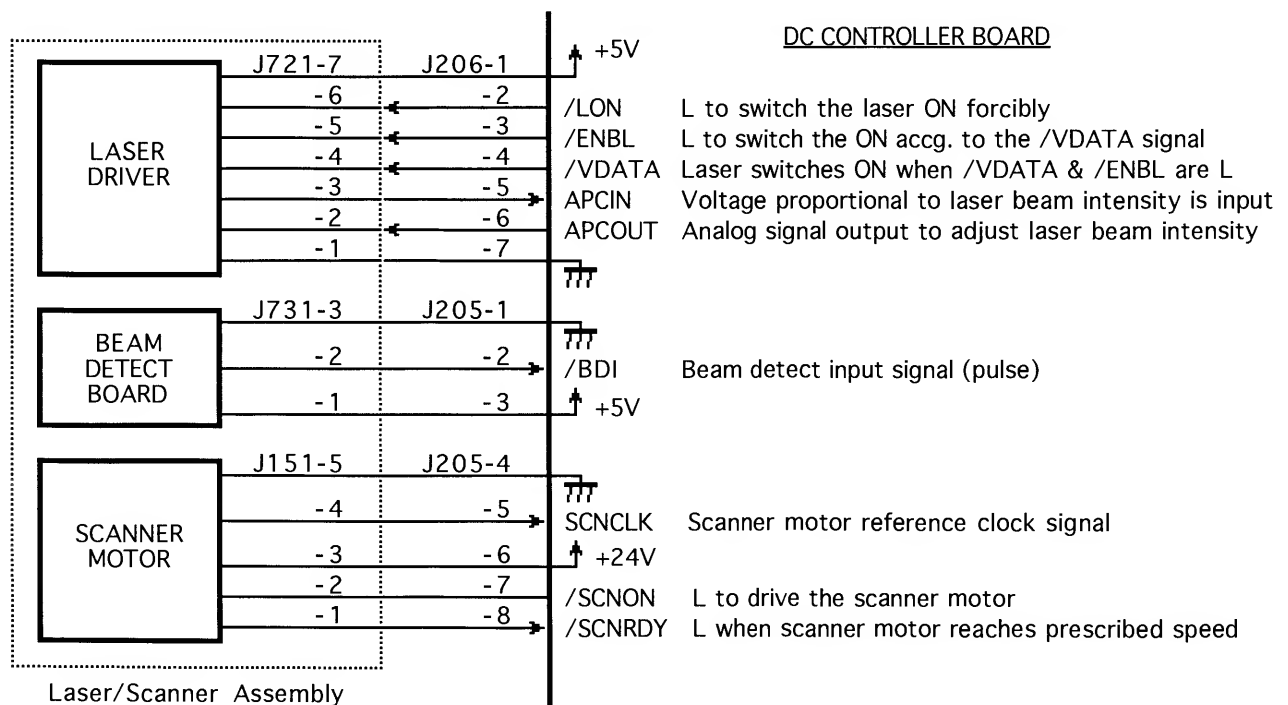 DC CONTROLLER BOARD
J721-7 J206-1 +5V
-6 -2 /LON L to switch the laser ON forcibly
-5 -3 /ENBL L to switch the ON accg. to the /VDATA signal
LASER DRIVER
-4 -4 /VDATA Laser switches ON when /VDATA & /ENBL are L
-3 -5 APCIN Voltage proportional to laser beam intensity is input
-2 -6 APCOUT Analog signal output to adjust laser beam intensity
-1 -7
J731-3 J205-1
BEAM DETECT BOARD
-2 -2 /BDI Beam detect input signal (pulse)
-1 -3 +5V
J151-5 J205-4
-4 -5 SCNCLK Scanner motor reference clock signal
SCANNER MOTOR
-3 -6 +24V
-2 -7 /SCNON L to drive the scanner motor
-1 -8 /SCNRDY L when scanner motor reaches prescribed speed
Laser/Scanner Assembly